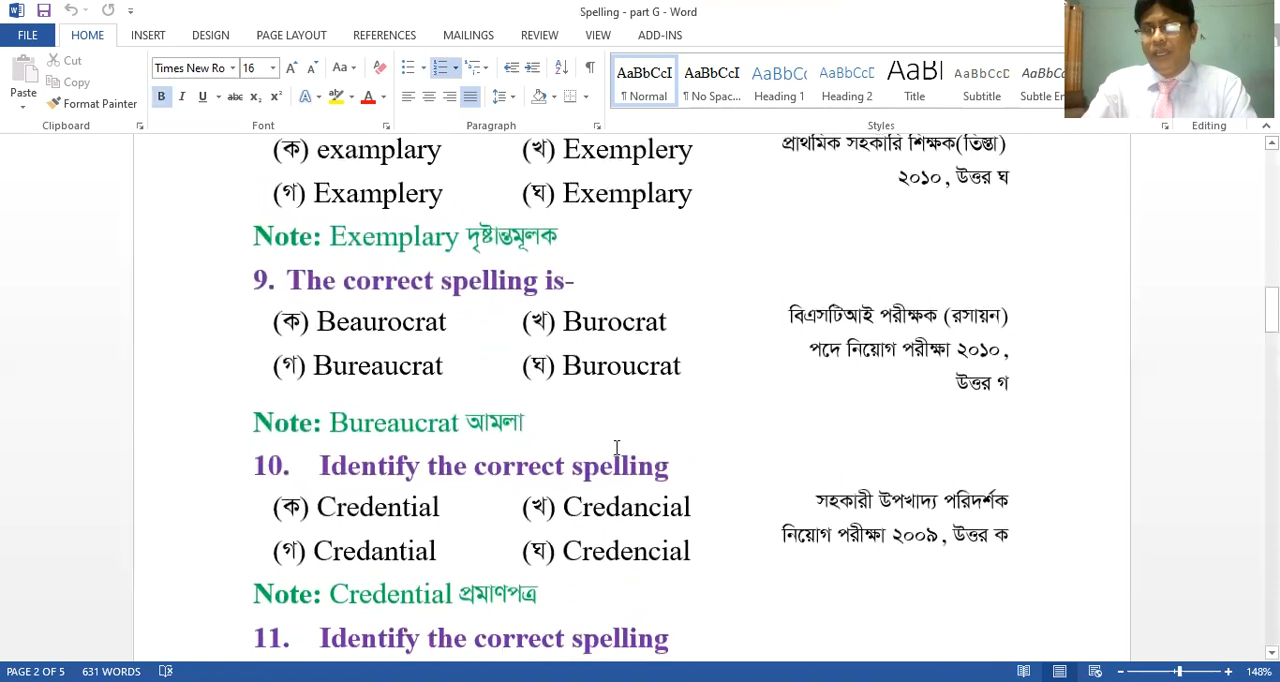 Spelling - part G - Word
FILE HOME INSERT DESIGN PAGE LAYOUT REFERENCES MAILINGS REVIEW VIEW ADD-INS
Cut
Copy
Paste
Format Painter
Times New Ro 16
Aa
B I U abc X₂ X²
AaBbCcI AaBbCcI AaBbCc AaBbCcI AaBl AaBbCcD AaBbCcI
¶ Normal ¶ No Spac... Heading 1 Heading 2 Title Subtitle Subtle Em
Clipboard Font Paragraph Styles Editing
(ক) examplary (খ) Exemplery প্রাথমিক সহকারি শিক্ষক(তিস্তা)
২০১০, উত্তর ঘ
(গ) Examplery (ঘ) Exemplary
Note: Exemplary দৃষ্টান্তমূলক
9. The correct spelling is-
(ক) Beaurocrat (খ) Burocrat বিএসটিআই পরীক্ষক (রসায়ন)
পদে নিয়োগ পরীক্ষা ২০১০,
(গ) Bureaucrat (ঘ) Buroucrat
উত্তর গ
Note: Bureaucrat আমলা
10. Identify the correct spelling
(ক) Credential (খ) Credancial সহকারী উপখাদ্য পরিদর্শক
নিয়োগ পরীক্ষা ২০০৯, উত্তর ক
(গ) Credantial (ঘ) Credencial
Note: Credential প্রমাণপত্র
11. Identify the correct spelling
PAGE 2 OF 5 631 WORDS 148%